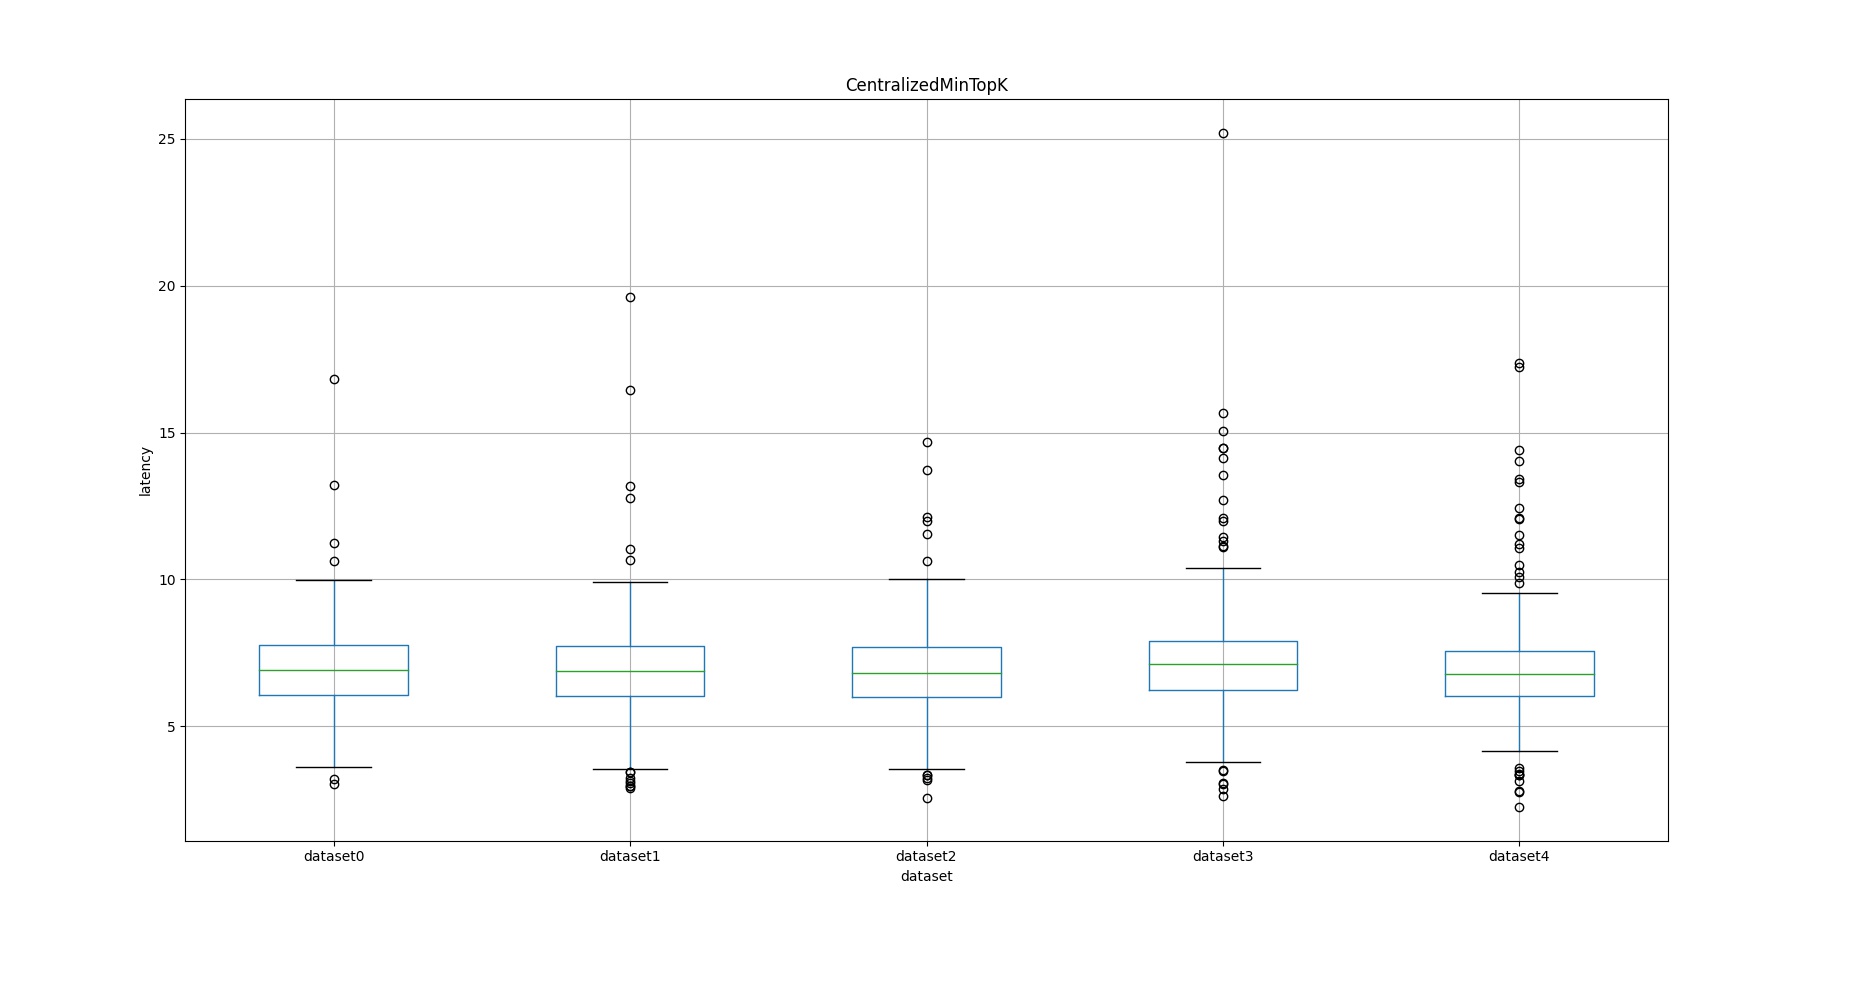 CentralizedMinTopK
25
20
15
10
5
latency
dataset0
dataset1
dataset2
dataset3
dataset4
dataset